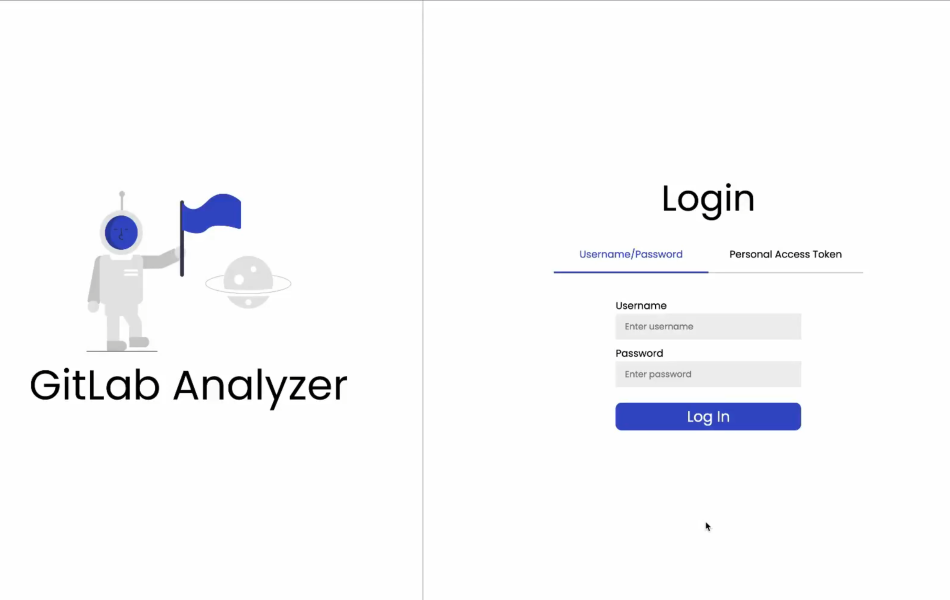 GitLab Analyzer
Login
Username/Password
Personal Access Token
Username
Enter username
Password
Enter password
Log In